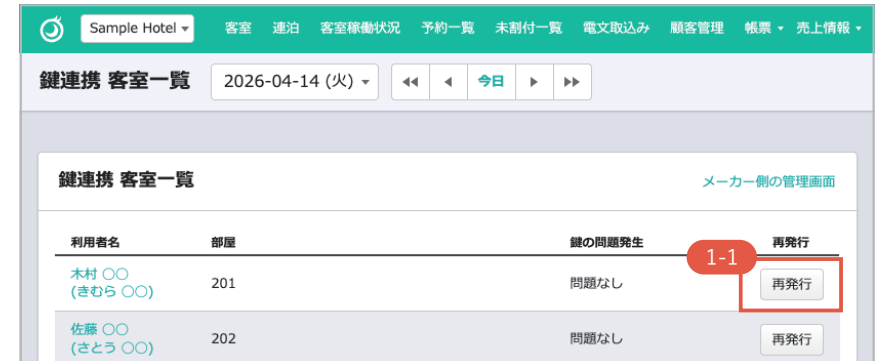 Sample Hotel 客室 連泊 客室稼働状況 予約一覧 未割付一覧 電文取込み 顧客管理 帳票 売上情報
鍵連携 客室一覧 2026-04-14 (火) 今日
鍵連携 客室一覧 メーカー側の管理画面
利用者名 部屋 鍵の問題発生 再発行
1-1
木村 〇〇
(きむら 〇〇) 201 問題なし 再発行
佐藤 〇〇
(さとう 〇〇) 202 問題なし 再発行